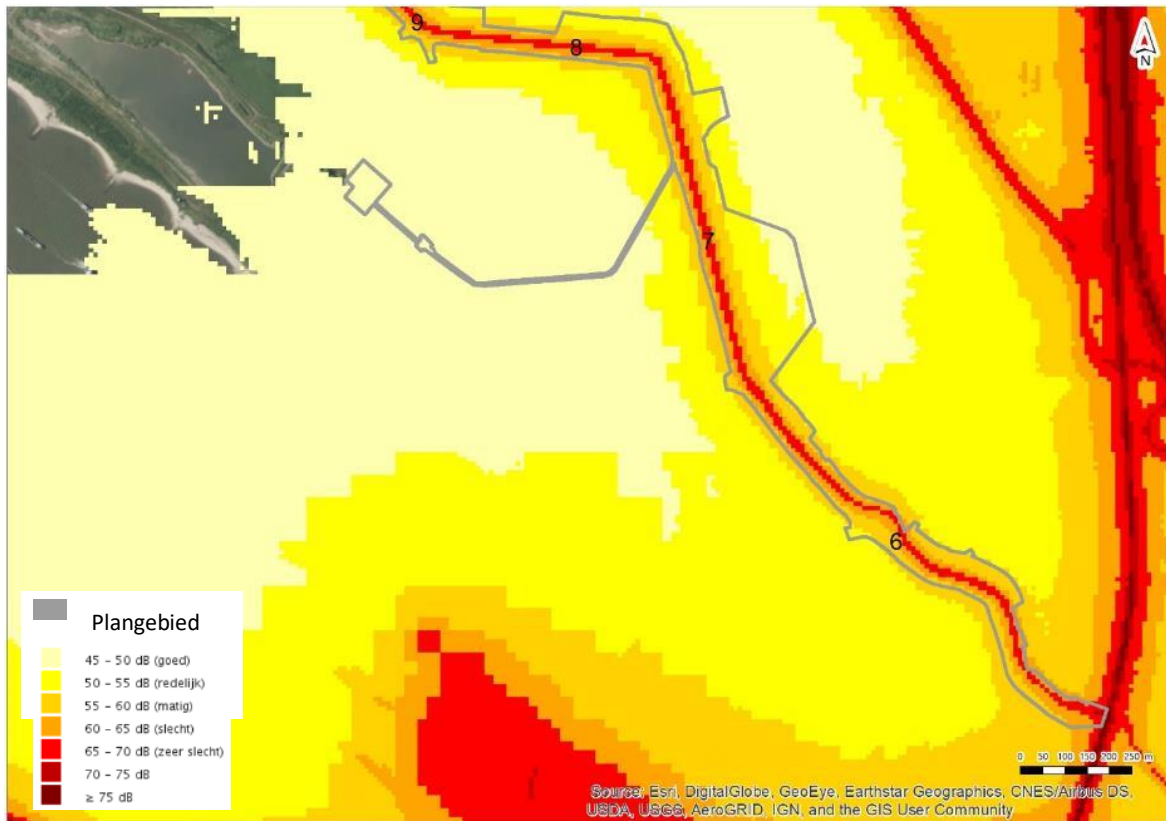 9
8
N
7
6
Plangebied
45 - 50 dB (goed)
50 - 55 dB (redelijk)
55 - 60 dB (matig)
60 - 65 dB (slecht)
65 - 70 dB (zeer slecht)
70 - 75 dB
≥ 75 dB
0 50 100 150 200 250 m
Source: Esri, DigitalGlobe, GeoEye, Earthstar Geographics, CNES/Airbus DS,
USDA, USGS, AeroGRID, IGN, and the GIS User Community